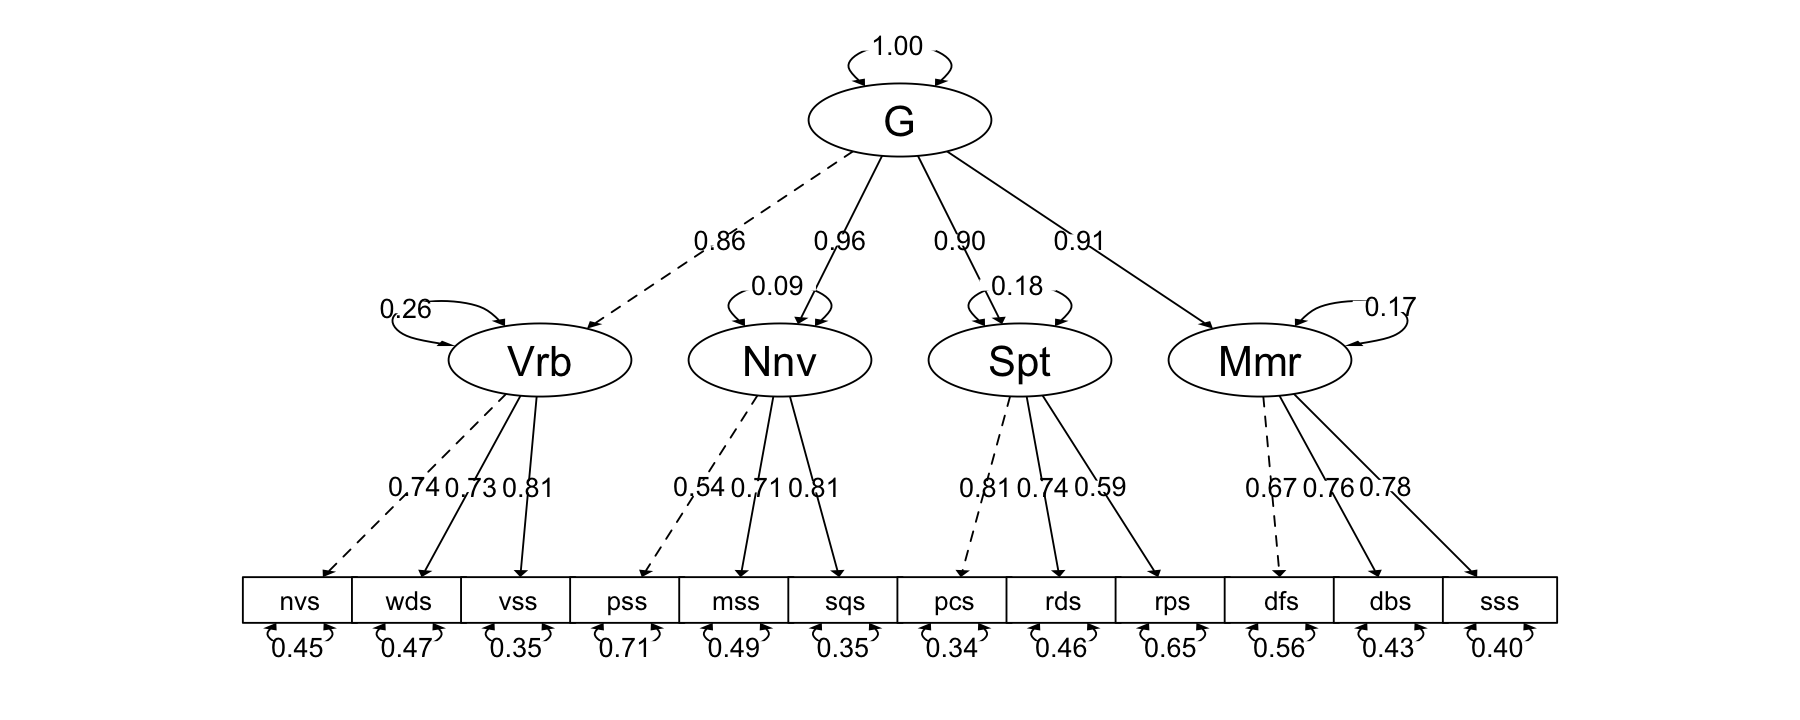 1.00
G
0.86 0.96 0.90 0.91
0.09 0.18
0.26 0.17
Vrb Nnv Spt Mmr
0.74 0.73 0.81 0.54 0.71 0.81 0.81 0.74 0.59 0.67 0.76 0.78
nvs wds vss pss mss sqs pcs rds rps dfs dbs sss
0.45 0.47 0.35 0.71 0.49 0.35 0.34 0.46 0.65 0.56 0.43 0.40